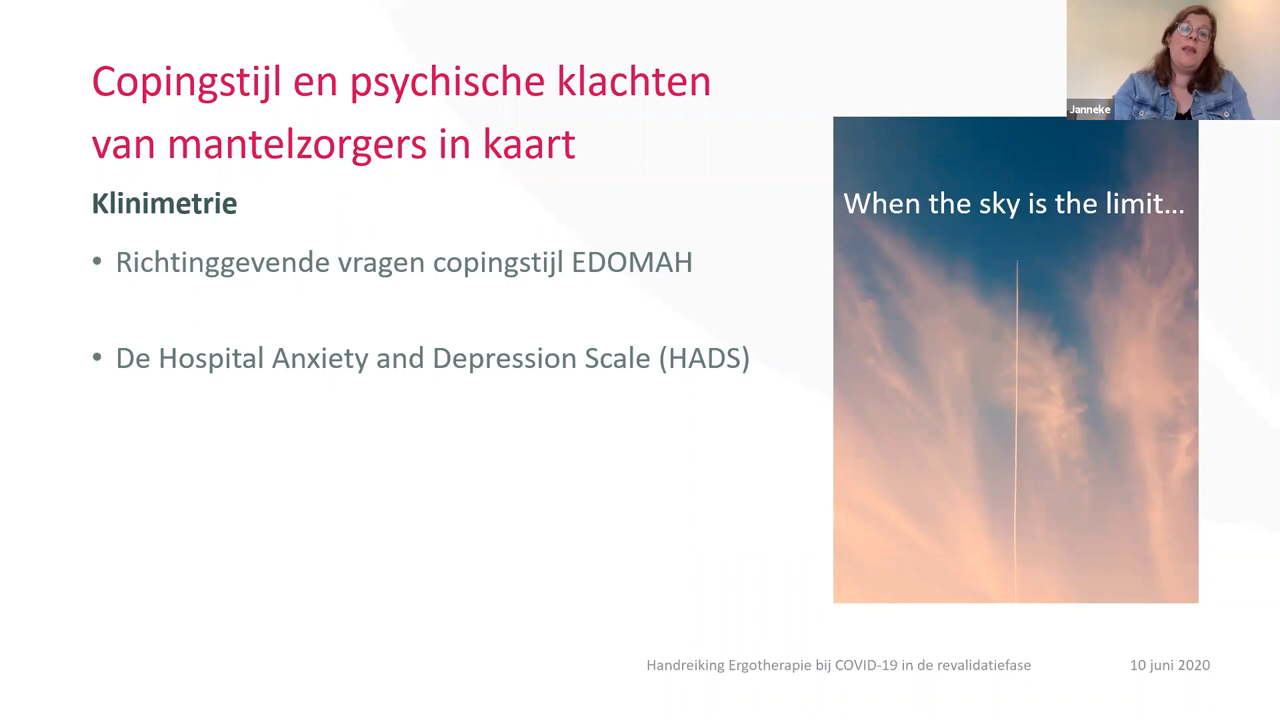 Copingstijl en psychische klachten
van mantelzorgers in kaart
Klinimetrie
• Richtinggevende vragen copingstijl EDOMAH
• De Hospital Anxiety and Depression Scale (HADS)
Janneke
When the sky is the limit...
Handreiking Ergotherapie bij COVID-19 in de revalidatiefase
10 juni 2020